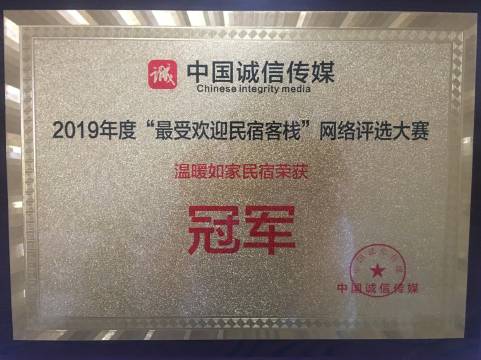 诚 中国诚信传媒
Chinese integrity media
2019年度“最受欢迎民宿客栈”网络评选大赛
温暖如家民宿荣获
冠军
中国诚信传媒